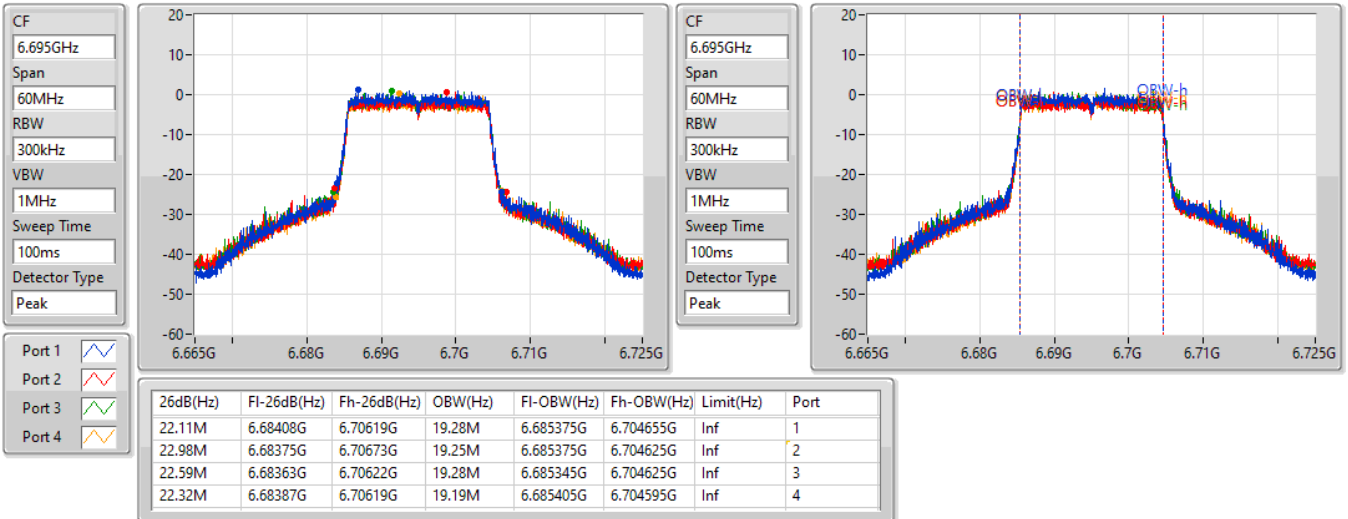 CF
6.695GHz
Span
60MHz
RBW
300kHz
VBW
1MHz
Sweep Time
100ms
Detector Type
Peak
20
10
0
-10
-20
-30
-40
-50
-60
6.665G 6.68G 6.69G 6.7G 6.71G 6.725G
CF
6.695GHz
Span
60MHz
RBW
300kHz
VBW
1MHz
Sweep Time
100ms
Detector Type
Peak
20
10
0
-10
-20
-30
-40
-50
-60
OBW-h
6.665G 6.68G 6.69G 6.7G 6.71G 6.725G
Port 1
Port 2
Port 3
Port 4
26dB(Hz) Fl-26dB(Hz) Fh-26dB(Hz) OBW(Hz) Fl-OBW(Hz) Fh-OBW(Hz) Limit(Hz) Port
22.11M 6.68408G 6.70619G 19.28M 6.685375G 6.704655G Inf 1
22.98M 6.68375G 6.70673G 19.25M 6.685375G 6.704625G Inf 2
22.59M 6.68363G 6.70622G 19.28M 6.685345G 6.704625G Inf 3
22.32M 6.68387G 6.70619G 19.19M 6.685405G 6.704595G Inf 4